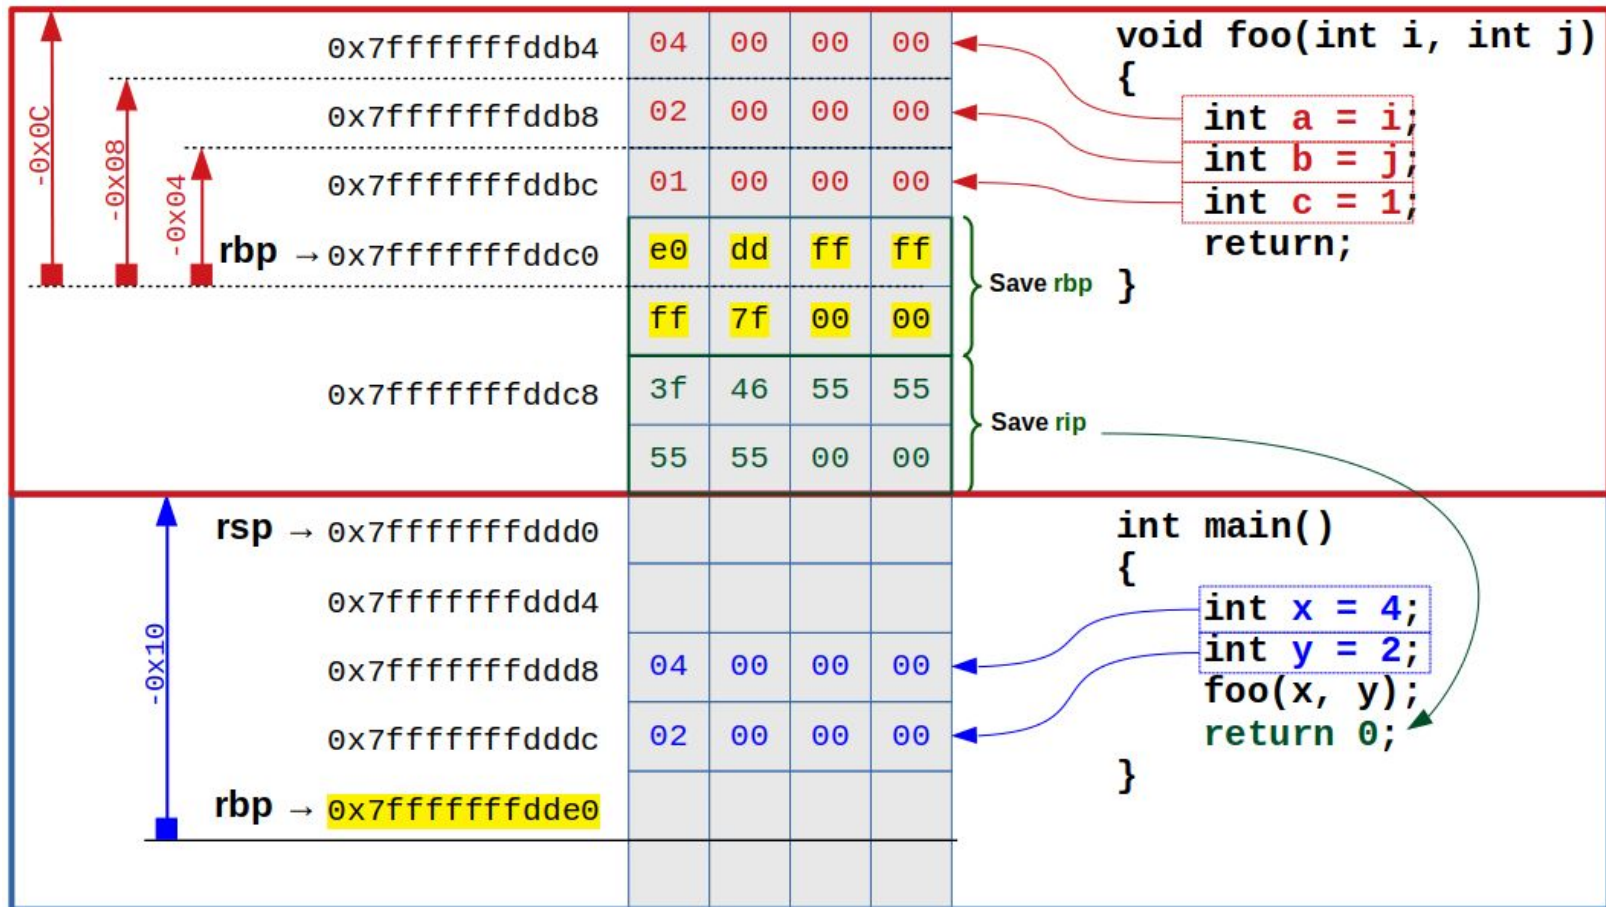 0x7fffffffddb4 04 00 00 00 void foo(int i, int j)
{
0x7fffffffddb8 02 00 00 00 int a = i;
int b = j;
0x7fffffffddbc 01 00 00 00 int c = 1;
-0x0C
-0x08
-0x04
rbp → 0x7fffffffddc0 e0 dd ff ff return;
Save rbp }
ff 7f 00 00
0x7fffffffddc8 3f 46 55 55
Save rip
55 55 00 00
rsp → 0x7fffffffddd0 int main()
{
0x7fffffffddd4 int x = 4;
-0x10
0x7fffffffddd8 04 00 00 00 int y = 2;
foo(x, y);
0x7fffffffdddc 02 00 00 00 return 0;
}
rbp → 0x7fffffffdde0